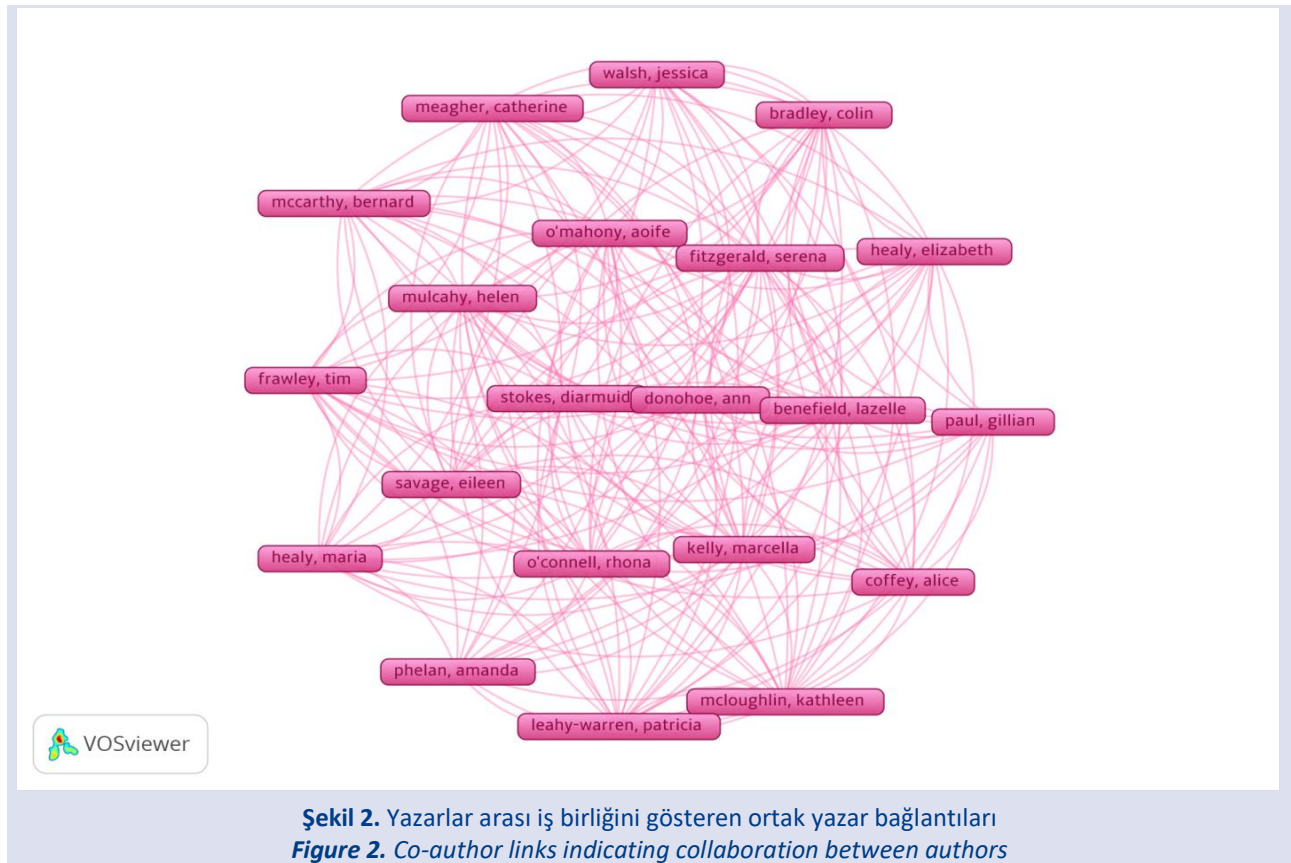 walsh, jessica
meagher, catherine
bradley, colin
mccarthy, bernard
o'mahony, aoife
fitzgerald, serena
healy, elizabeth
mulcahy, helen
frawley, tim
stokes, diarmuid
donohoe, ann
benefield, lazelle
paul, gillian
savage, eileen
healy, maria
o'connell, rhona
kelly, marcella
coffey, alice
phelan, amanda
mcloughlin, kathleen
leahy-warren, patricia
VOSviewer
Şekil 2. Yazarlar arası iş birliğini gösteren ortak yazar bağlantıları
Figure 2. Co-author links indicating collaboration between authors